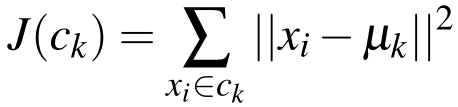 J(c_k) = \sum_{x_i \in c_k} ||x_i - \mu_k||^2